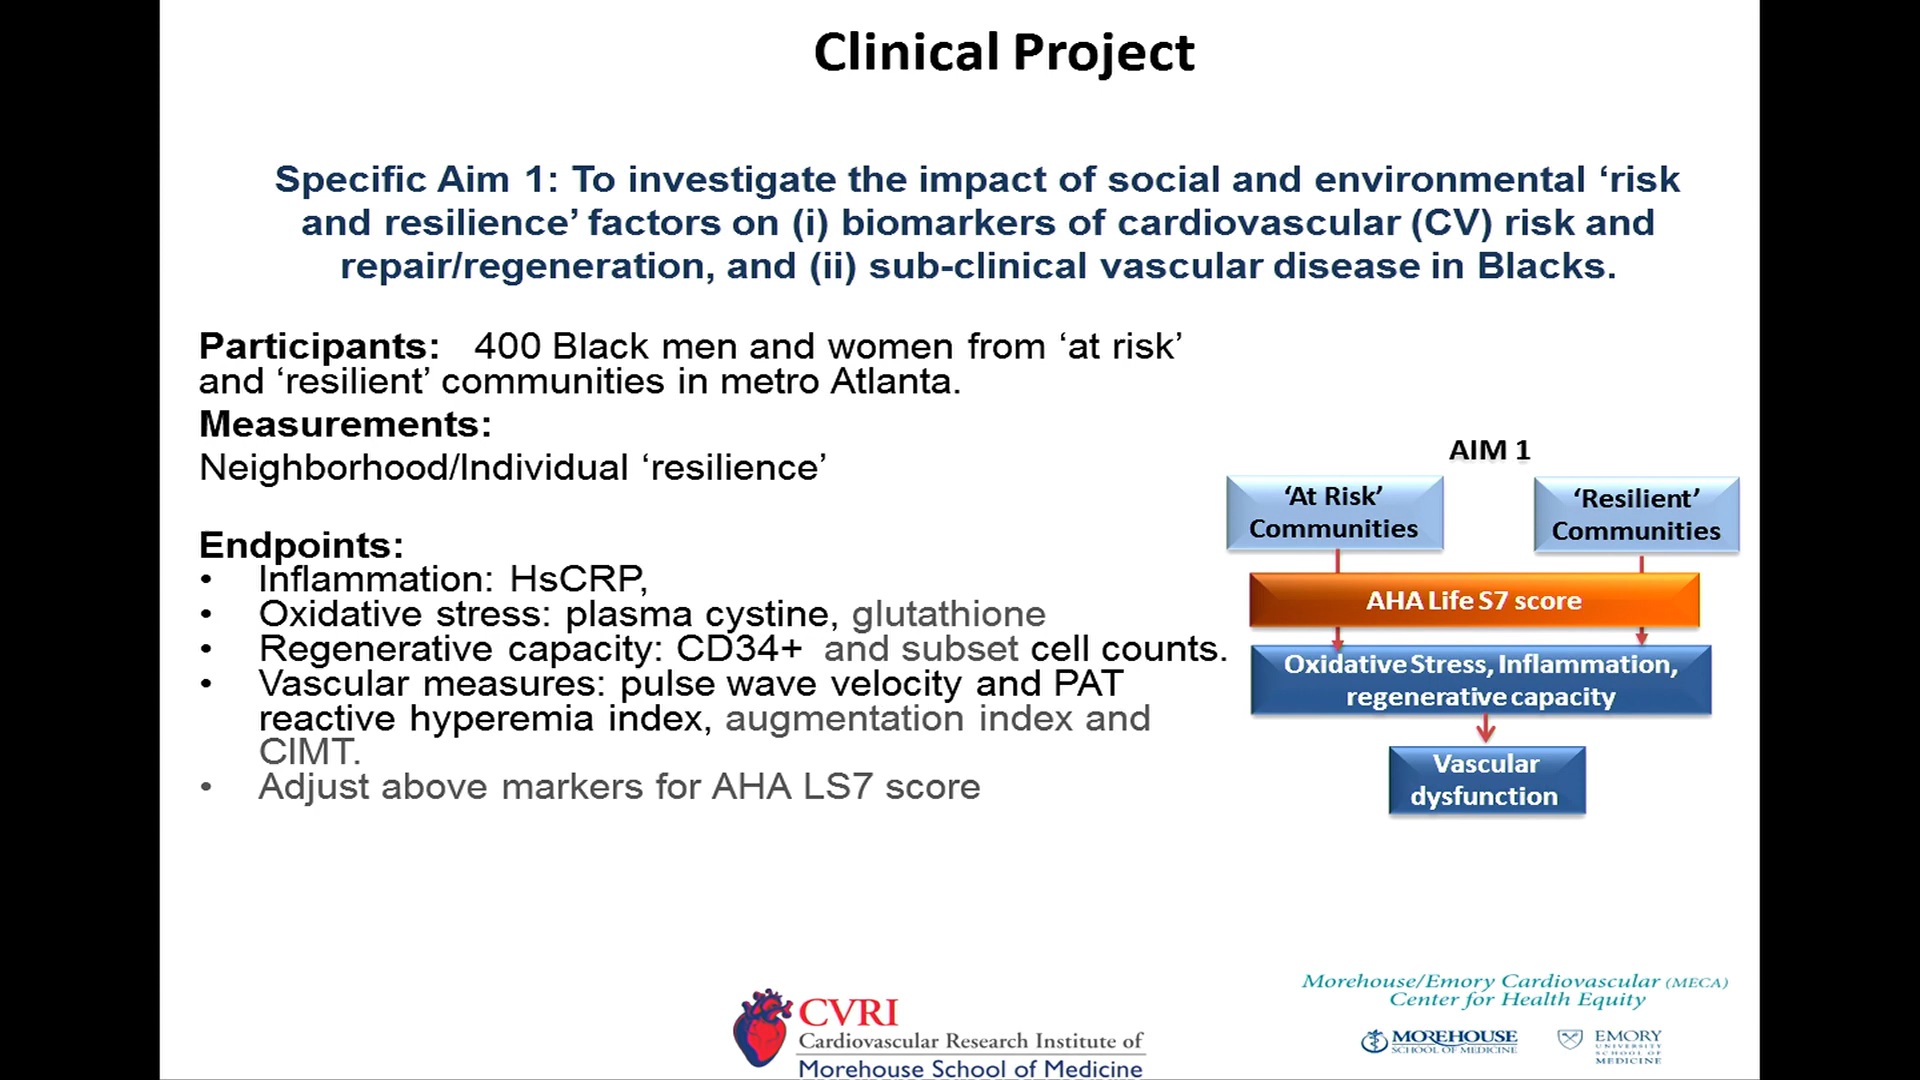 Clinical Project
Specific Aim 1: To investigate the impact of social and environmental ‘risk
and resilience’ factors on (i) biomarkers of cardiovascular (CV) risk and
repair/regeneration, and (ii) sub-clinical vascular disease in Blacks.
Participants: 400 Black men and women from ‘at risk’
and ‘resilient’ communities in metro Atlanta.
Measurements:
Neighborhood/Individual ‘resilience’
Endpoints:
• Inflammation: HsCRP,
• Oxidative stress: plasma cystine, glutathione
• Regenerative capacity: CD34+ and subset cell counts.
• Vascular measures: pulse wave velocity and PAT
reactive hyperemia index, augmentation index and
CIMT.
• Adjust above markers for AHA LS7 score
AIM 1
‘At Risk’
Communities
‘Resilient’
Communities
AHA Life S7 score
Oxidative Stress, Inflammation,
regenerative capacity
Vascular
dysfunction
CVRI
Cardiovascular Research Institute of
Morehouse School of Medicine
Morehouse/Emory Cardiovascular (MECA)
Center for Health Equity
MOREHOUSE
SCHOOL OF MEDICINE
EMORY
UNIVERSITY
SCHOOL OF
MEDICINE